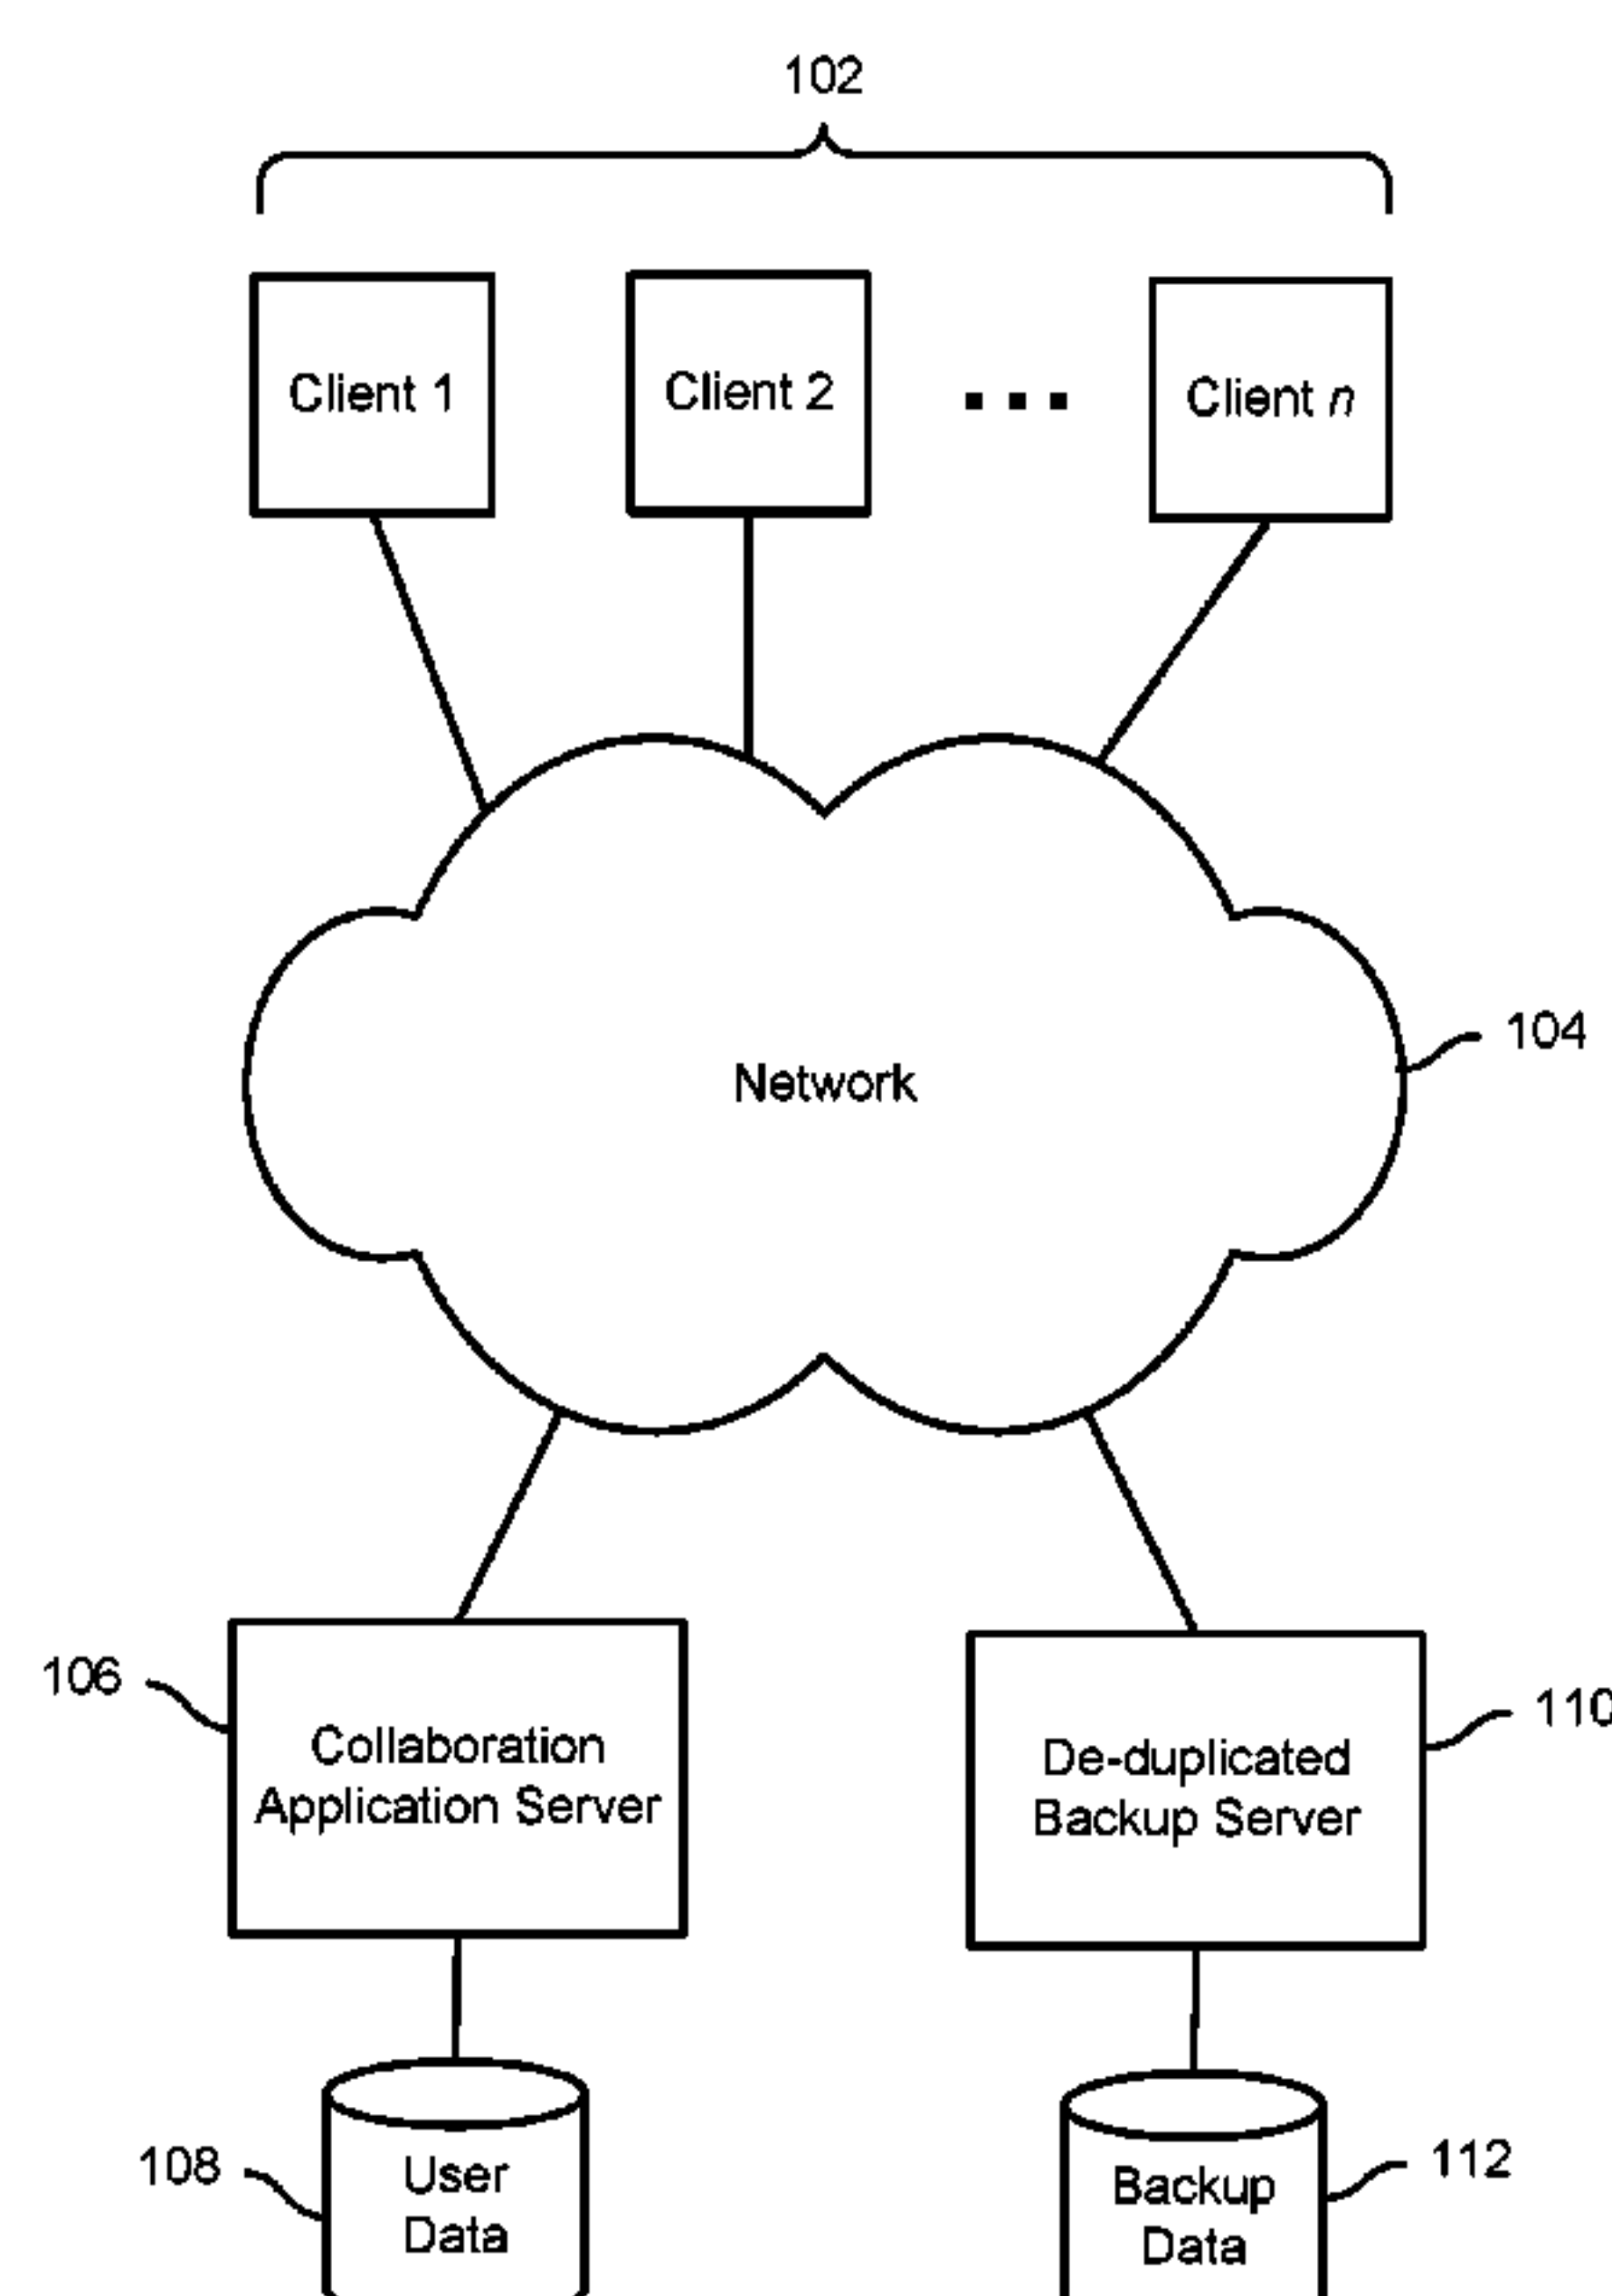 102
Client 1
Client 2
Client n
Network
104
106
Collaboration
Application Server
110
De-duplicated
Backup Server
108
User
Data
112
Backup
Data